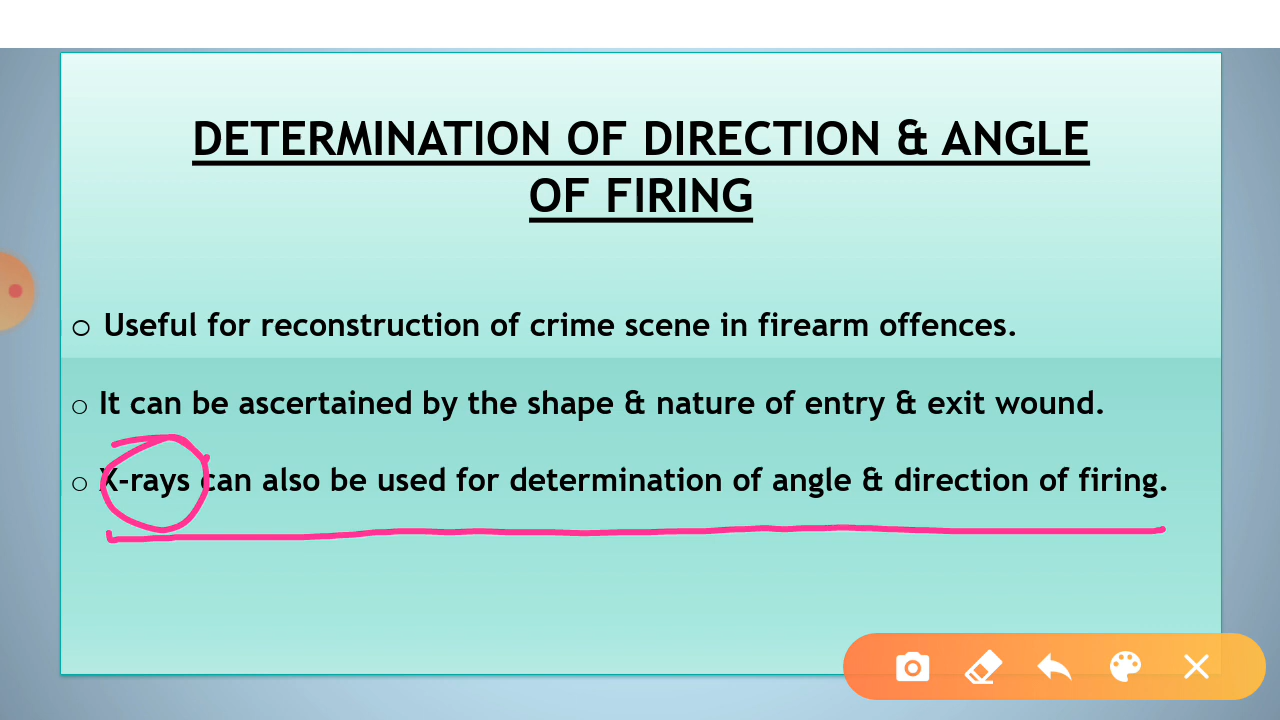 DETERMINATION OF DIRECTION & ANGLE
OF FIRING
Useful for reconstruction of crime scene in firearm offences.
It can be ascertained by the shape & nature of entry & exit wound.
X-rays can also be used for determination of angle & direction of firing.